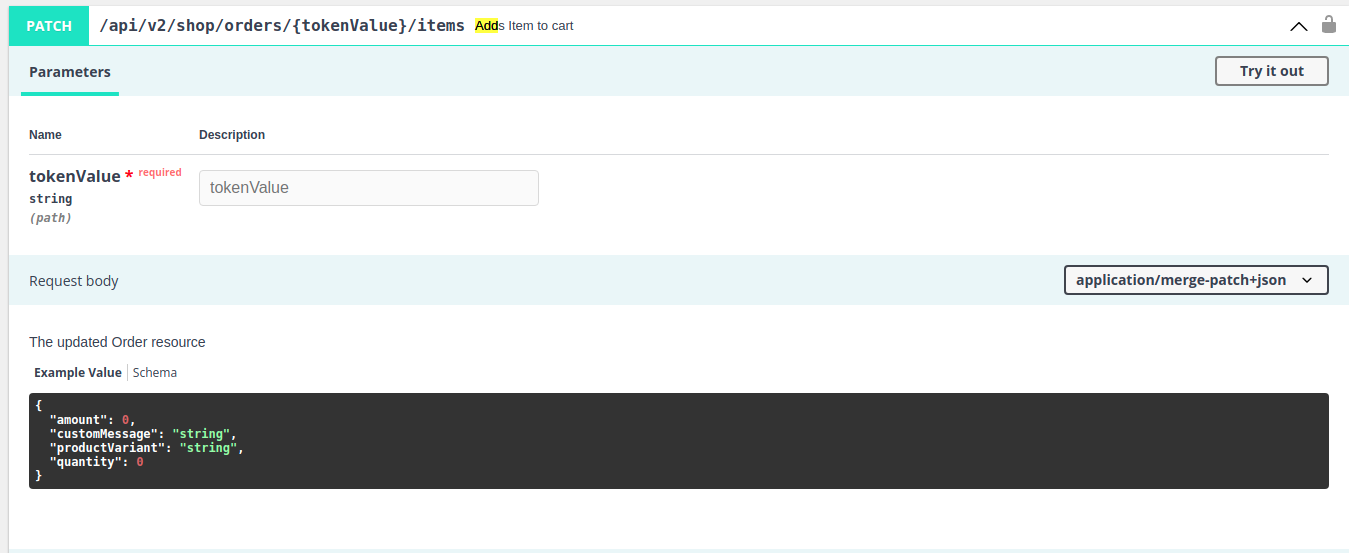 PATCH /api/v2/shop/orders/{tokenValue}/items Adds Item to cart
Parameters Try it out
Name Description
tokenValue * required tokenValue
string
(path)
Request body application/merge-patch+json
The updated Order resource
Example Value Schema
{
"amount": 0,
"customMessage": "string",
"productVariant": "string",
"quantity": 0
}